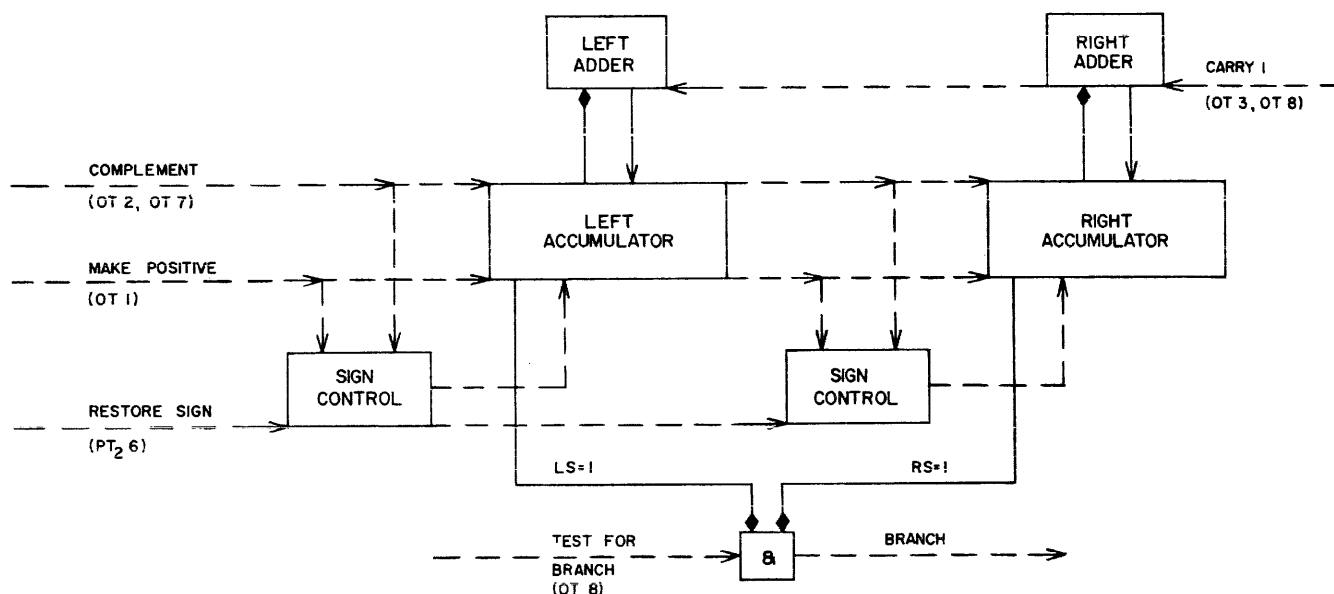 LEFT
ADDER
RIGHT
ADDER
CARRY 1
(OT 3, OT 8)
COMPLEMENT
(OT 2, OT 7)
LEFT
ACCUMULATOR
RIGHT
ACCUMULATOR
MAKE POSITIVE
(OT 1)
SIGN
CONTROL
SIGN
CONTROL
RESTORE SIGN
(PT2 6)
LS=1
RS=1
TEST FOR
BRANCH
(OT 8)
&
BRANCH